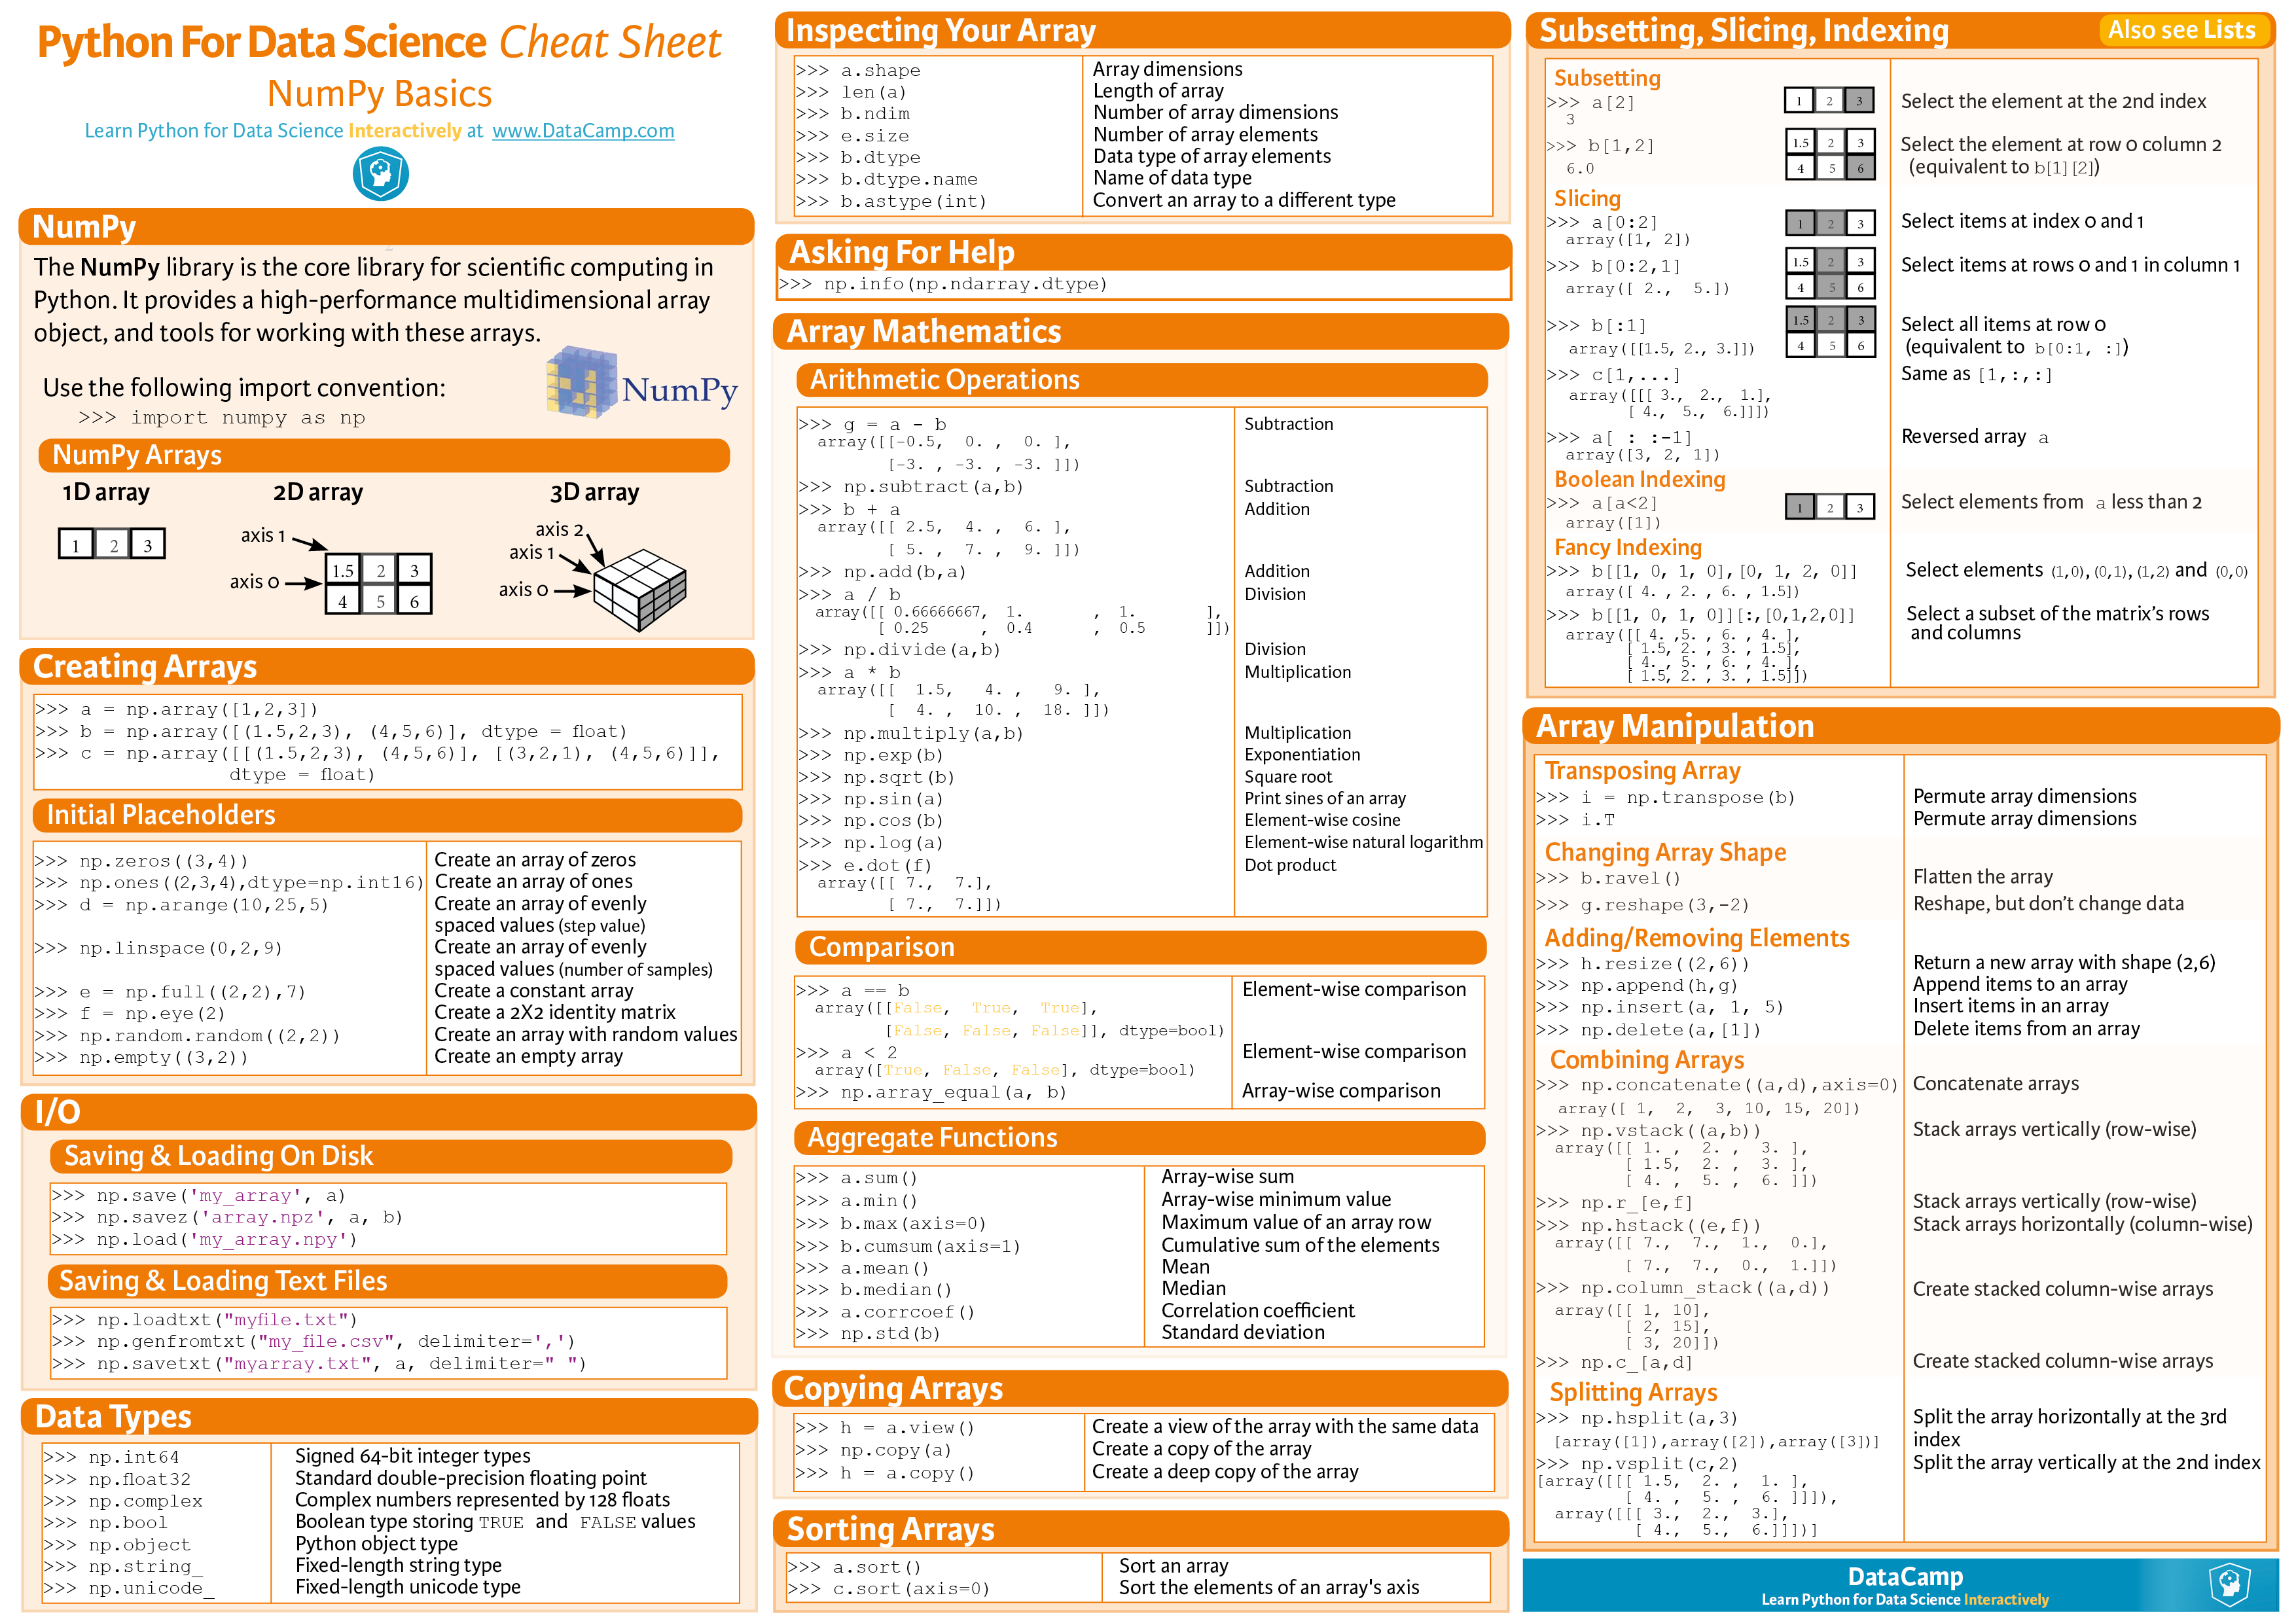 Python For Data Science Cheat Sheet
NumPy Basics
Learn Python for Data Science Interactively at www.DataCamp.com
NumPy
2
The NumPy library is the core library for scientific computing in
Python. It provides a high-performance multidimensional array
object, and tools for working with these arrays.
Use the following import convention:
>>> import numpy as np
NumPy
NumPy Arrays
1D array 2D array 3D array
1 2 3
axis 1
axis 0
1.5 2 3
4 5 6
axis 2
axis 1
axis 0
Creating Arrays
>>> a = np.array([1,2,3])
>>> b = np.array([(1.5,2,3), (4,5,6)], dtype = float)
>>> c = np.array([[(1.5,2,3), (4,5,6)], [(3,2,1), (4,5,6)]],
dtype = float)
Initial Placeholders
>>> np.zeros((3,4)) Create an array of zeros
>>> np.ones((2,3,4),dtype=np.int16) Create an array of ones
>>> d = np.arange(10,25,5) Create an array of evenly
spaced values (step value)
>>> np.linspace(0,2,9) Create an array of evenly
spaced values (number of samples)
>>> e = np.full((2,2),7) Create a constant array
>>> f = np.eye(2) Create a 2X2 identity matrix
>>> np.random.random((2,2)) Create an array with random values
>>> np.empty((3,2)) Create an empty array
I/O
Saving & Loading On Disk
>>> np.save('my_array', a)
>>> np.savez('array.npz', a, b)
>>> np.load('my_array.npy')
Saving & Loading Text Files
>>> np.loadtxt("myfile.txt")
>>> np.genfromtxt("my_file.csv", delimiter=',')
>>> np.savetxt("myarray.txt", a, delimiter=" ")
Data Types
>>> np.int64 Signed 64-bit integer types
>>> np.float32 Standard double-precision floating point
>>> np.complex Complex numbers represented by 128 floats
>>> np.bool Boolean type storing TRUE and FALSE values
>>> np.object Python object type
>>> np.string_ Fixed-length string type
>>> np.unicode_ Fixed-length unicode type
Inspecting Your Array
>>> a.shape Array dimensions
>>> len(a) Length of array
>>> b.ndim Number of array dimensions
>>> e.size Number of array elements
>>> b.dtype Data type of array elements
>>> b.dtype.name Name of data type
>>> b.astype(int) Convert an array to a different type
Asking For Help
>>> np.info(np.ndarray.dtype)
Array Mathematics
Arithmetic Operations
>>> g = a - b Subtraction
array([[-0.5, 0. , 0. ],
[-3. , -3. , -3. ]])
>>> np.subtract(a,b) Subtraction
>>> b + a Addition
array([[ 2.5, 4. , 6. ],
[ 5. , 7. , 9. ]])
>>> np.add(b,a) Addition
>>> a / b Division
array([[ 0.66666667, 1. , 1. ],
[ 0.25 , 0.4 , 0.5 ]])
>>> np.divide(a,b) Division
>>> a * b Multiplication
array([[ 1.5, 4. , 9. ],
[ 4. , 10. , 18. ]])
>>> np.multiply(a,b) Multiplication
>>> np.exp(b) Exponentiation
>>> np.sqrt(b) Square root
>>> np.sin(a) Print sines of an array
>>> np.cos(b) Element-wise cosine
>>> np.log(a) Element-wise natural logarithm
>>> e.dot(f) Dot product
array([[ 7., 7.],
[ 7., 7.]])
Comparison
>>> a == b Element-wise comparison
array([[False, True, True],
[False, False, False]], dtype=bool)
>>> a < 2 Element-wise comparison
array([True, False, False], dtype=bool)
>>> np.array_equal(a, b) Array-wise comparison
Aggregate Functions
>>> a.sum() Array-wise sum
>>> a.min() Array-wise minimum value
>>> b.max(axis=0) Maximum value of an array row
>>> b.cumsum(axis=1) Cumulative sum of the elements
>>> a.mean() Mean
>>> b.median() Median
>>> a.corrcoef() Correlation coefficient
>>> np.std(b) Standard deviation
Copying Arrays
>>> h = a.view() Create a view of the array with the same data
>>> np.copy(a) Create a copy of the array
>>> h = a.copy() Create a deep copy of the array
Sorting Arrays
>>> a.sort() Sort an array
>>> c.sort(axis=0) Sort the elements of an array's axis
Subsetting, Slicing, Indexing Also see Lists
Subsetting
>>> a[2] 1 2 3 Select the element at the 2nd index
3
>>> b[1,2] 1.5 2 3 Select the element at row 0 column 2
6.0 4 5 6 (equivalent to b[1][2])
Slicing
>>> a[0:2] 1 2 3 Select items at index 0 and 1
array([1, 2])
>>> b[0:2,1] 1.5 2 3 Select items at rows 0 and 1 in column 1
array([ 2., 5.]) 4 5 6
>>> b[:1] 1.5 2 3 Select all items at row 0
array([[1.5, 2., 3.]]) 4 5 6 (equivalent to b[0:1, :])
>>> c[1,...] Same as [1,:,:]
array([[[ 3., 2., 1.],
[ 4., 5., 6.]]])
>>> a[ : :-1] Reversed array a
array([3, 2, 1])
Boolean Indexing
>>> a[a<2] 1 2 3 Select elements from a less than 2
array([1])
Fancy Indexing
>>> b[[1, 0, 1, 0],[0, 1, 2, 0]] Select elements (1,0),(0,1),(1,2) and (0,0)
array([ 4. , 2. , 6. , 1.5])
>>> b[[1, 0, 1, 0]][:,[0,1,2,0]] Select a subset of the matrix’s rows
array([[ 4. ,5. , 6. , 4. ], and columns
[ 1.5, 2. , 3. , 1.5],
[ 4. , 5. , 6. , 4. ],
[ 1.5, 2. , 3. , 1.5]])
Array Manipulation
Transposing Array
>>> i = np.transpose(b) Permute array dimensions
>>> i.T Permute array dimensions
Changing Array Shape
>>> b.ravel() Flatten the array
>>> g.reshape(3,-2) Reshape, but don’t change data
Adding/Removing Elements
>>> h.resize((2,6)) Return a new array with shape (2,6)
>>> np.append(h,g) Append items to an array
>>> np.insert(a, 1, 5) Insert items in an array
>>> np.delete(a,[1]) Delete items from an array
Combining Arrays
>>> np.concatenate((a,d),axis=0) Concatenate arrays
array([ 1, 2, 3, 10, 15, 20])
>>> np.vstack((a,b)) Stack arrays vertically (row-wise)
array([[ 1. , 2. , 3. ],
[ 1.5, 2. , 3. ],
[ 4. , 5. , 6. ]])
>>> np.r_[e,f] Stack arrays vertically (row-wise)
>>> np.hstack((e,f)) Stack arrays horizontally (column-wise)
array([[ 7., 7., 1., 0.],
[ 7., 7., 0., 1.]])
>>> np.column_stack((a,d)) Create stacked column-wise arrays
array([[ 1, 10],
[ 2, 15],
[ 3, 20]])
>>> np.c_[a,d] Create stacked column-wise arrays
Splitting Arrays
>>> np.hsplit(a,3) Split the array horizontally at the 3rd
[array([1]),array([2]),array([3])] index
>>> np.vsplit(c,2) Split the array vertically at the 2nd index
[array([[[ 1.5, 2. , 1. ],
[ 4. , 5. , 6. ]]]),
array([[[ 3., 2., 3.],
[ 4., 5., 6.]]])]
DataCamp
Learn Python for Data Science Interactively